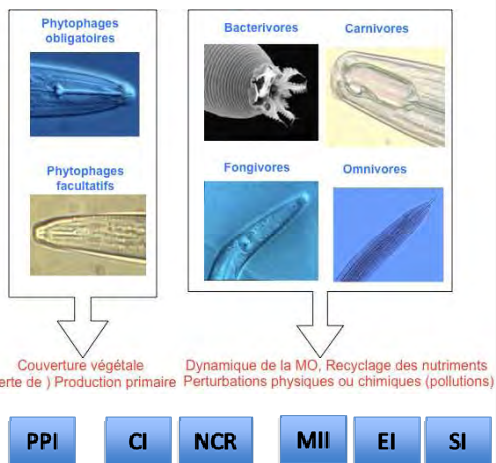 Phytophages
obligatoires
Phytophages
facultatifs
Bacterivores
Carnivores
Fongivores
Omnivores
Couverture végétale
erte de ) Production primaire
Dynamique de la MO, Recyclage des nutriments
Perturbations physiques ou chimiques (pollutions)
PPI
CI
NCR
MII
EI
SI